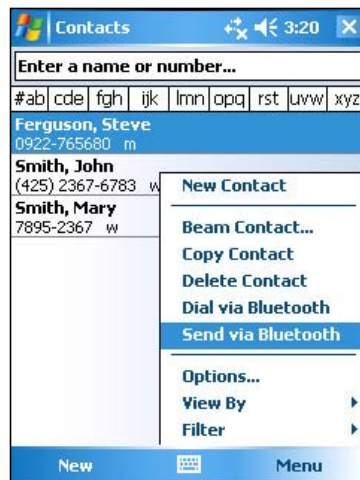 Contacts 3:20
Enter a name or number...
#ab cde fgh ijk lmn opq rst uvw xyz
Ferguson, Steve
0922-765680 m
Smith, John
(425) 2367-6783 w
Smith, Mary
7895-2367 w
New Contact
Beam Contact...
Copy Contact
Delete Contact
Dial via Bluetooth
Send via Bluetooth
Options...
View By
Filter
New Menu